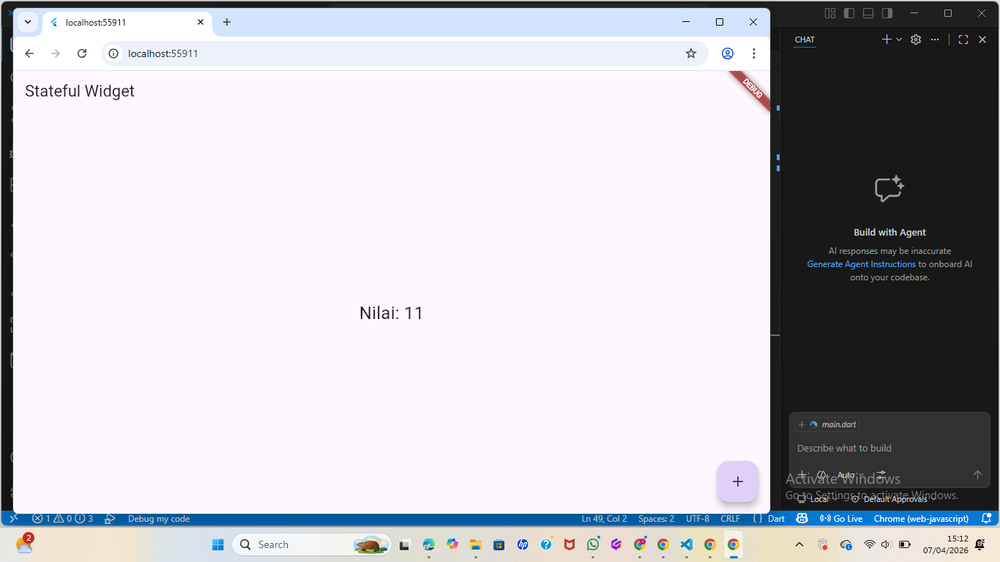 localhost:55911
localhost:55911
Stateful Widget
DEBUG
Nilai: 11
CHAT
Build with Agent
AI responses may be inaccurate
Generate Agent Instructions to onboard AI
onto your codebase.
main.dart
Describe what to build
Auto
Activate Windows
Go to Settings to activate Windows.
Local
Default Approvals
1 0 3
Debug my code
Ln 49, Col 2
Spaces: 2
UTF-8
CRLF
{ } Dart
Go Live
Chrome (web-javascript)
2
Search
15:12
07/04/2026